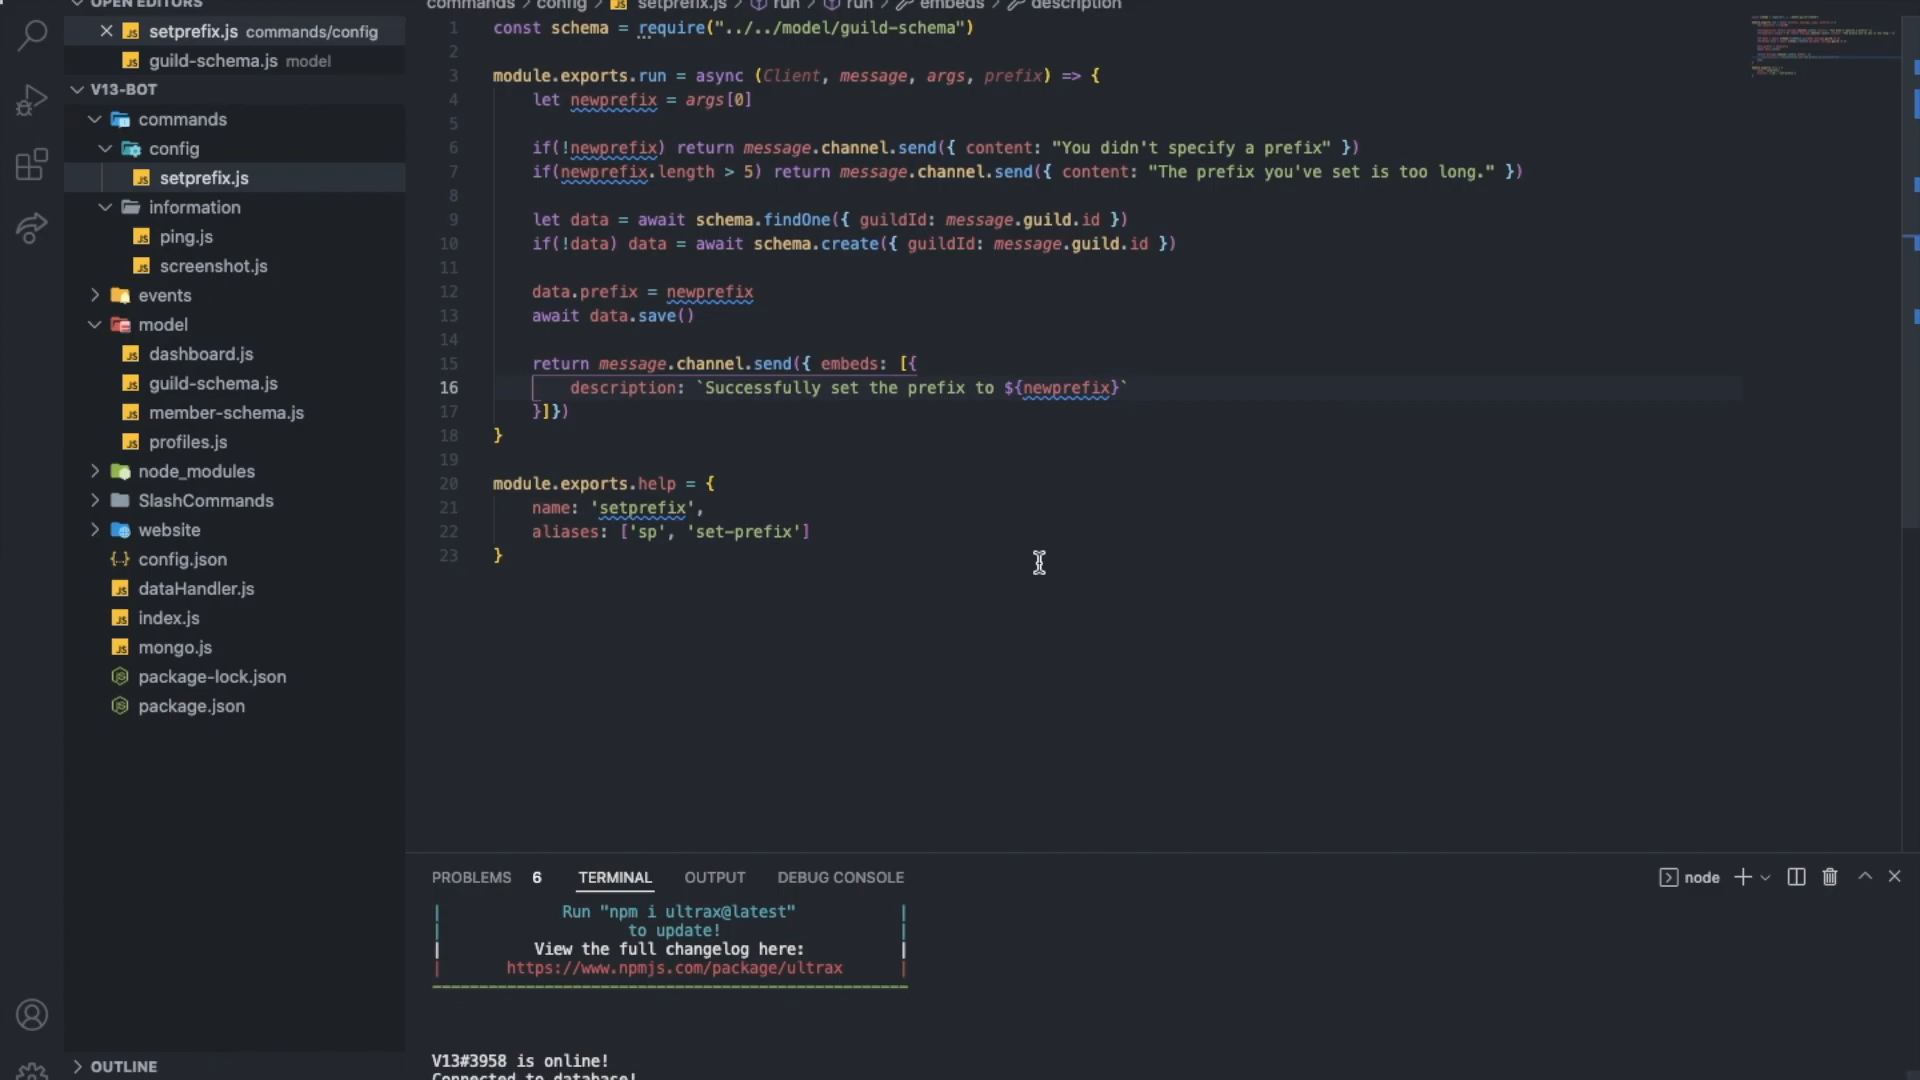 OPEN EDITORS
setprefix.js commands/config
guild-schema.js model
V13-BOT
commands
config
setprefix.js
information
ping.js
screenshot.js
events
model
dashboard.js
guild-schema.js
member-schema.js
profiles.js
node_modules
SlashCommands
website
config.json
dataHandler.js
index.js
mongo.js
package-lock.json
package.json
OUTLINE
commands > config > JS setprefix.js > run > run > embeds > description
1 const schema = require("../../model/guild-schema")
2
3 module.exports.run = async (Client, message, args, prefix) => {
4 let newprefix = args[0]
5
6 if(!newprefix) return message.channel.send({ content: "You didn't specify a prefix" })
7 if(newprefix.length > 5) return message.channel.send({ content: "The prefix you've set is too long." })
8
9 let data = await schema.findOne({ guildId: message.guild.id })
10 if(!data) data = await schema.create({ guildId: message.guild.id })
11
12 data.prefix = newprefix
13 await data.save()
14
15 return message.channel.send({ embeds: [{
16 description: `Successfully set the prefix to ${newprefix}`
17 }]})
18 }
19
20 module.exports.help = {
21 name: 'setprefix',
22 aliases: ['sp', 'set-prefix']
23 }
PROBLEMS 6 TERMINAL OUTPUT DEBUG CONSOLE node
| Run "npm i ultrax@latest" |
| to update! |
| View the full changelog here: |
| https://www.npmjs.com/package/ultrax |
V13#3958 is online!
Connected to database!